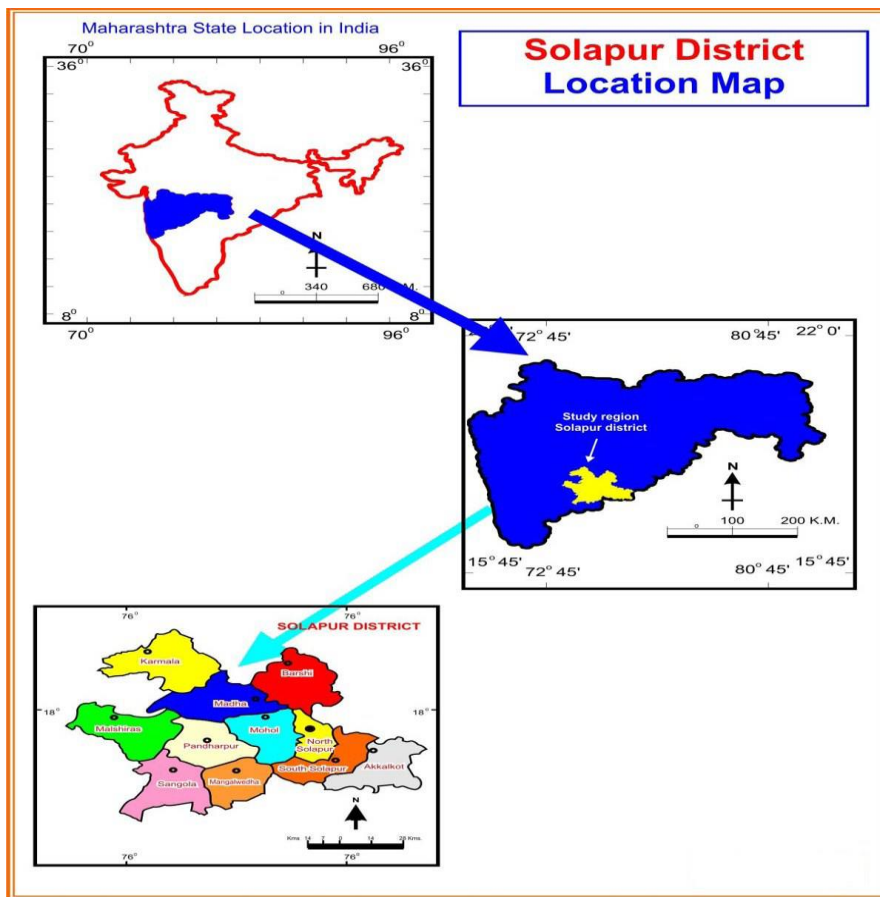 Maharashtra State Location in India
70° 96°
36° 36°
N
0 340 680 K.M.
8° 8°
70° 96°
Solapur District
Location Map
72° 45' 80° 45' 22° 0'
Study region
Solapur district
N
0 100 200 K.M.
15° 45' 72° 45' 80° 45' 15° 45'
76° 76°
SOLAPUR DISTRICT
Karmala
Barshi
Madha
18° 18°
Malshiras
Mohol
North
Solapur
Pandharpur
South Solapur
Akkalkot
Sangola
Mangalwedha
N
Kms 14 7 0 14 28 Kms.
76° 76°